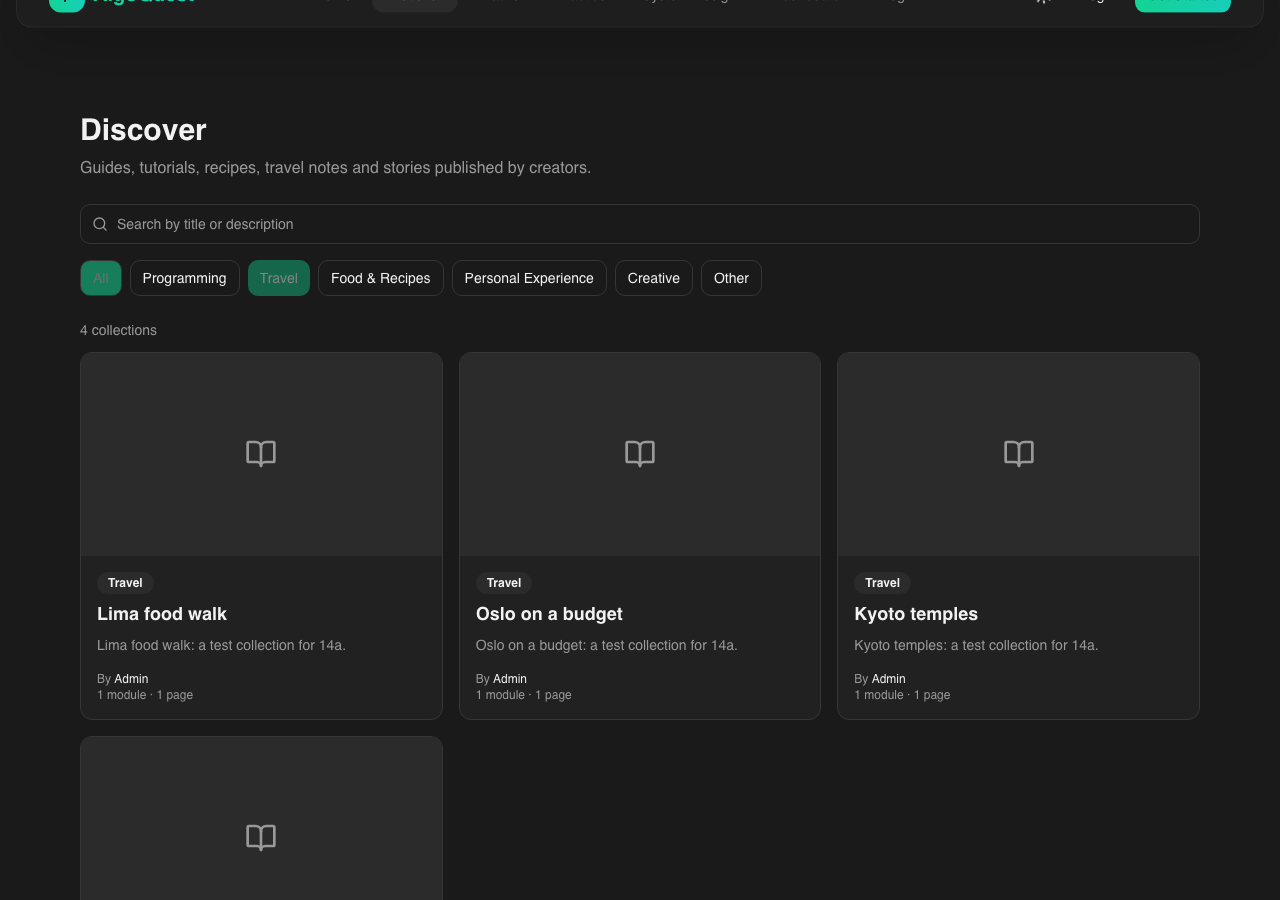 Discover
Guides, tutorials, recipes, travel notes and stories published by creators.
Search by title or description
All
Programming
Travel
Food & Recipes
Personal Experience
Creative
Other
4 collections
Travel
Lima food walk
Lima food walk: a test collection for 14a.
By Admin
1 module · 1 page
Travel
Oslo on a budget
Oslo on a budget: a test collection for 14a.
By Admin
1 module · 1 page
Travel
Kyoto temples
Kyoto temples: a test collection for 14a.
By Admin
1 module · 1 page